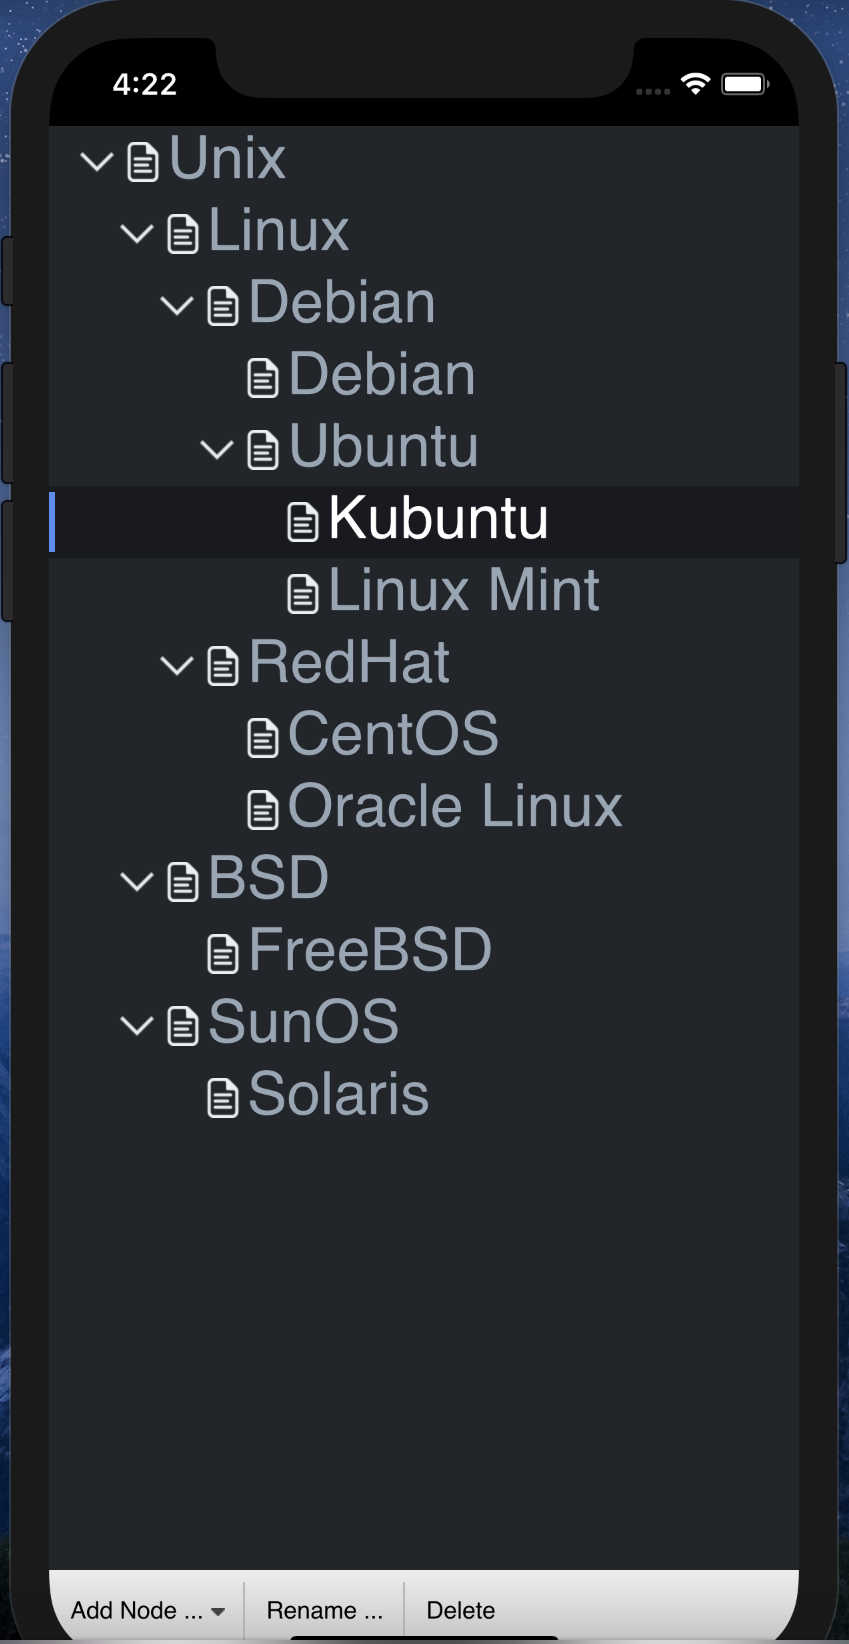 4:22
Unix
Linux
Debian
Debian
Ubuntu
Kubuntu
Linux Mint
RedHat
CentOS
Oracle Linux
BSD
FreeBSD
SunOS
Solaris
Add Node ... Rename ... Delete